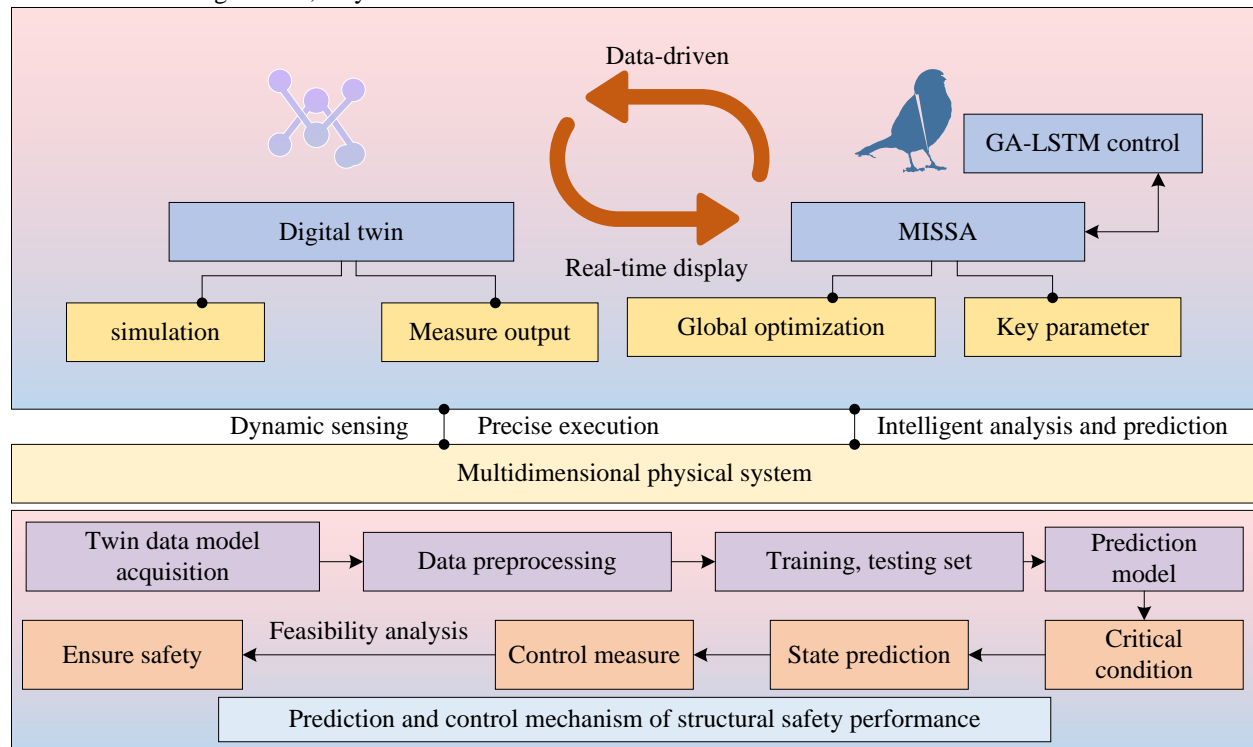 Data-driven
GA-LSTM control
Digital twin
MISSA
Real-time display
simulation
Measure output
Global optimization
Key parameter
Dynamic sensing
Precise execution
Intelligent analysis and prediction
Multidimensional physical system
Twin data model
acquisition
Data preprocessing
Training, testing set
Prediction
model
Ensure safety
Feasibility analysis
Control measure
State prediction
Critical
condition
Prediction and control mechanism of structural safety performance